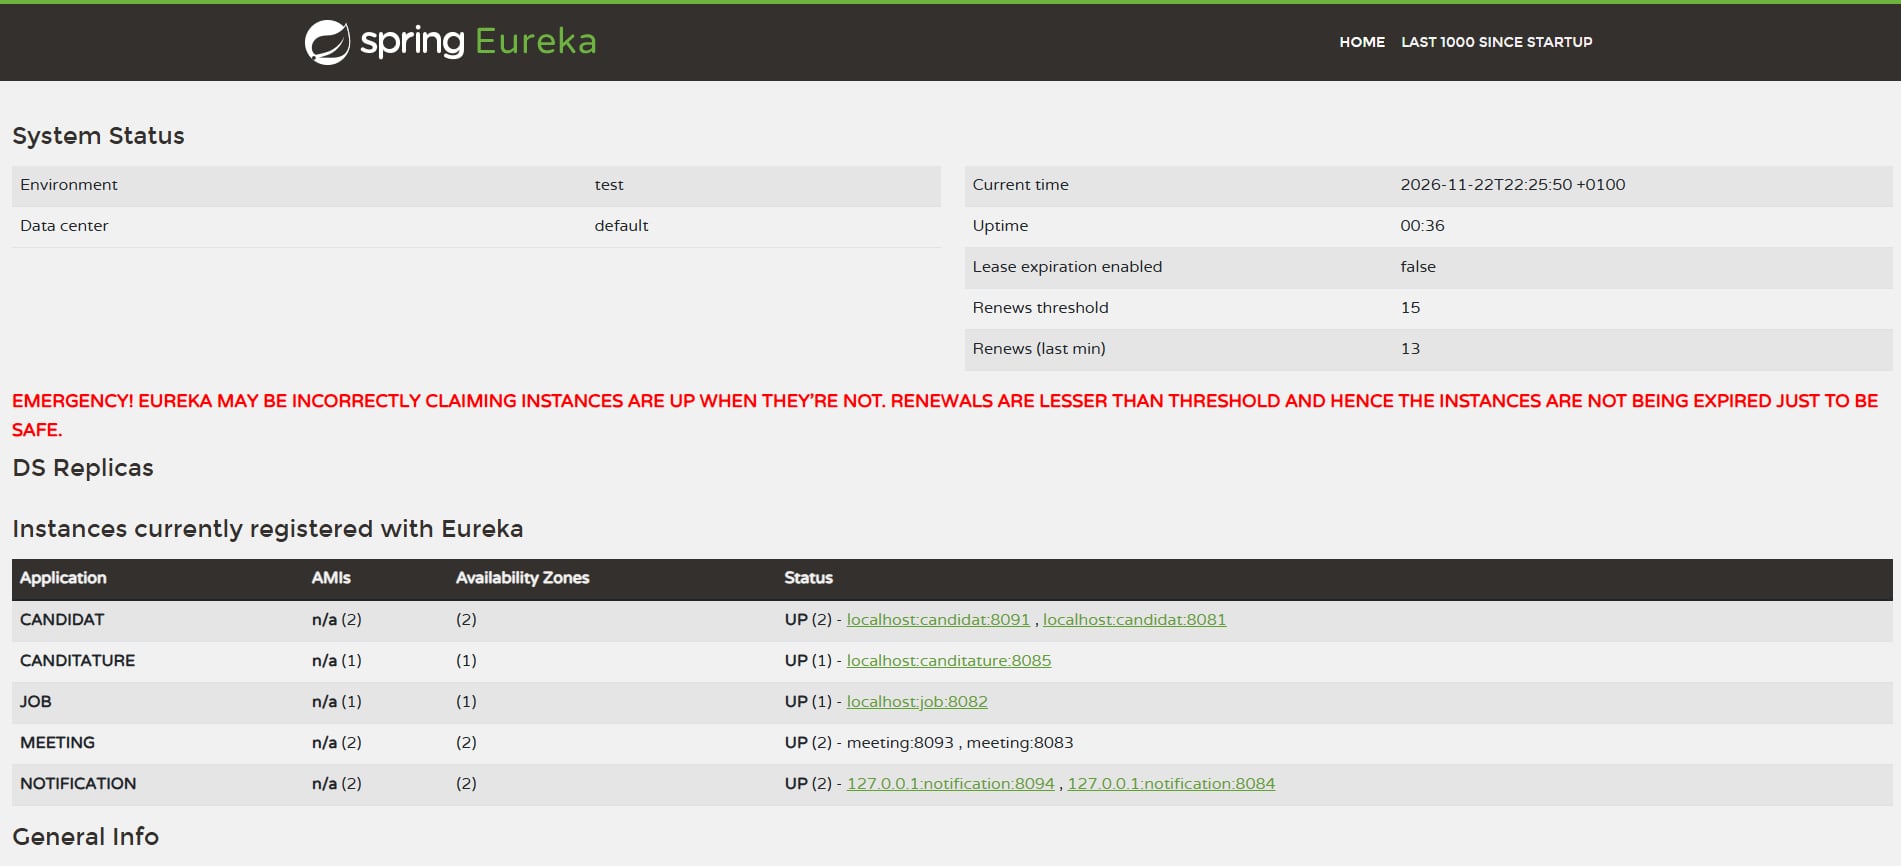 spring Eureka
HOME LAST 1000 SINCE STARTUP
System Status
Environment test
Data center default
Current time 2026-11-22T22:25:50 +0100
Uptime 00:36
Lease expiration enabled false
Renews threshold 15
Renews (last min) 13
EMERGENCY! EUREKA MAY BE INCORRECTLY CLAIMING INSTANCES ARE UP WHEN THEY'RE NOT. RENEWALS ARE LESSER THAN THRESHOLD AND HENCE THE INSTANCES ARE NOT BEING EXPIRED JUST TO BE
SAFE.
DS Replicas
Instances currently registered with Eureka
Application AMIs Availability Zones Status
CANDIDAT n/a (2) (2) UP (2) - localhost:candidat:8091 , localhost:candidat:8081
CANDITATURE n/a (1) (1) UP (1) - localhost:canditature:8085
JOB n/a (1) (1) UP (1) - localhost:job:8082
MEETING n/a (2) (2) UP (2) - meeting:8093 , meeting:8083
NOTIFICATION n/a (2) (2) UP (2) - 127.0.0.1:notification:8094 , 127.0.0.1:notification:8084
General Info